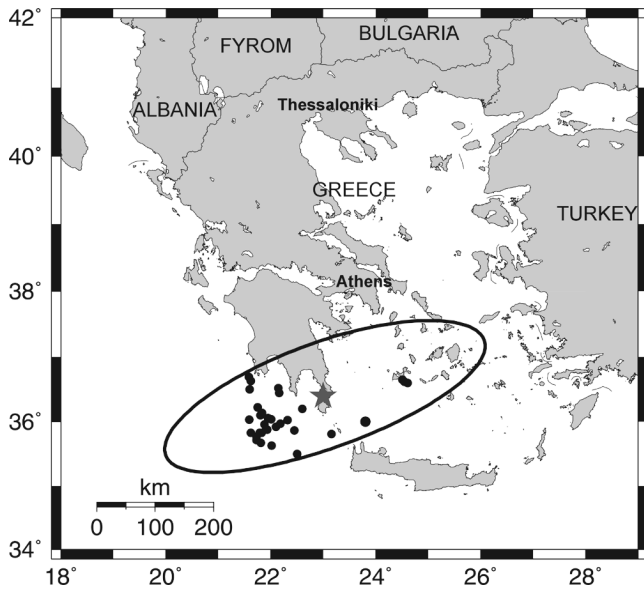 42°
40°
38°
36°
34°
FYROM
BULGARIA
ALBANIA
Thessaloniki
GREECE
TURKEY
Athens
km
0 100 200
18° 20° 22° 24° 26° 28°